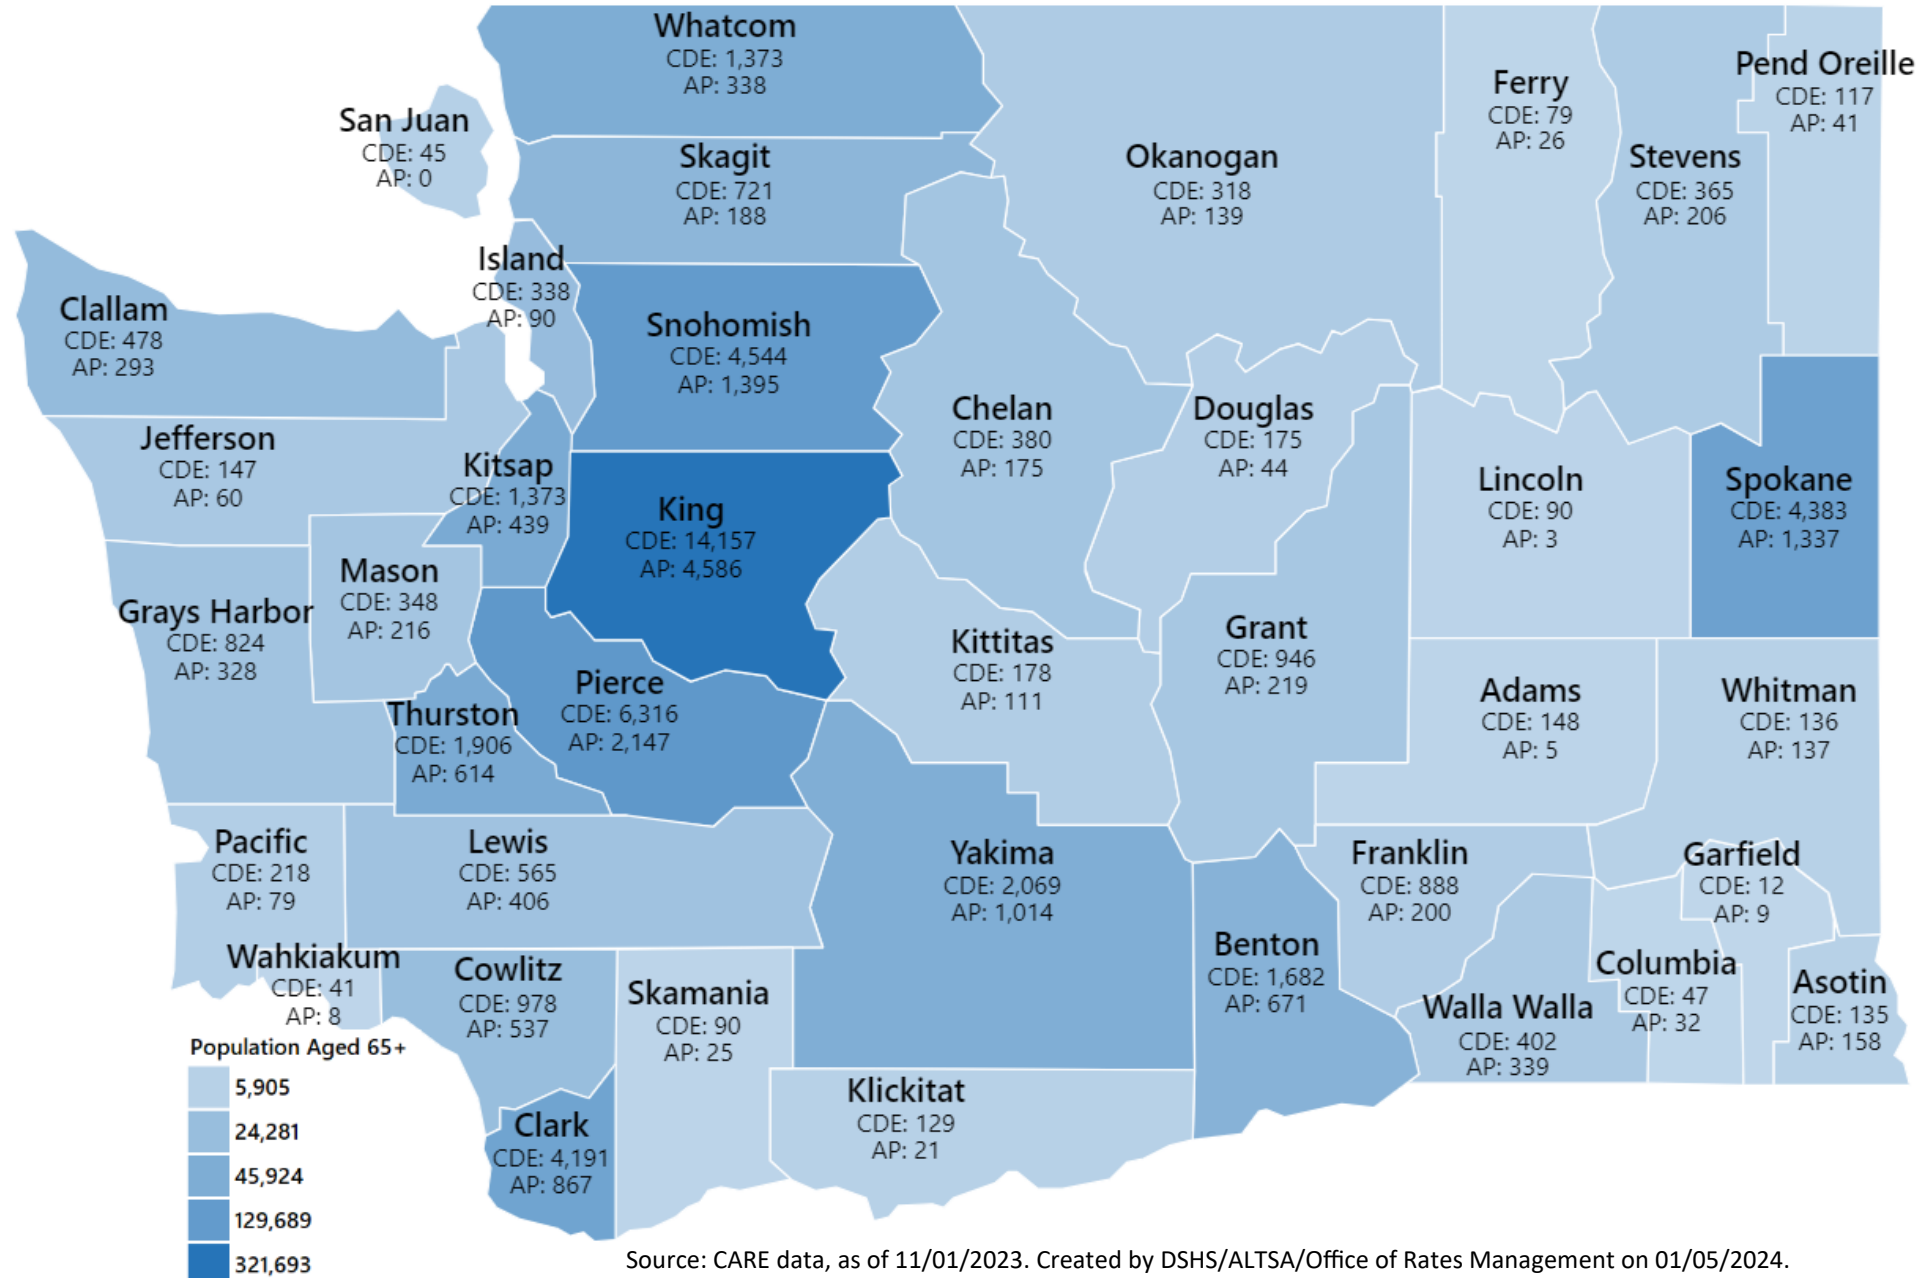 Whatcom
CDE: 1,373
AP: 338
San Juan
CDE: 45
AP: 0
Skagit
CDE: 721
AP: 188
Okanogan
CDE: 318
AP: 139
Ferry
CDE: 79
AP: 26
Stevens
CDE: 365
AP: 206
Pend Oreille
CDE: 117
AP: 41
Island
CDE: 338
AP: 90
Clallam
CDE: 478
AP: 293
Snohomish
CDE: 4,544
AP: 1,395
Jefferson
CDE: 147
AP: 60
Kitsap
CDE: 1,373
AP: 439
King
CDE: 14,157
AP: 4,586
Chelan
CDE: 380
AP: 175
Douglas
CDE: 175
AP: 44
Lincoln
CDE: 90
AP: 3
Spokane
CDE: 4,383
AP: 1,337
Grays Harbor
CDE: 824
AP: 328
Mason
CDE: 348
AP: 216
Thurston
CDE: 1,906
AP: 614
Pierce
CDE: 6,316
AP: 2,147
Kittitas
CDE: 178
AP: 111
Grant
CDE: 946
AP: 219
Adams
CDE: 148
AP: 5
Whitman
CDE: 136
AP: 137
Pacific
CDE: 218
AP: 79
Lewis
CDE: 565
AP: 406
Yakima
CDE: 2,069
AP: 1,014
Benton
CDE: 1,682
AP: 671
Franklin
CDE: 888
AP: 200
Garfield
CDE: 12
AP: 9
Wahkiakum
CDE: 41
AP: 8
Cowlitz
CDE: 978
AP: 537
Skamania
CDE: 90
AP: 25
Walla Walla
CDE: 402
AP: 339
Columbia
CDE: 47
AP: 32
Asotin
CDE: 135
AP: 158
Clark
CDE: 4,191
AP: 867
Klickitat
CDE: 129
AP: 21
Population Aged 65+
5,905
24,281
45,924
129,689
321,693
Source: CARE data, as of 11/01/2023. Created by DSHS/ALTSA/Office of Rates Management on 01/05/2024.